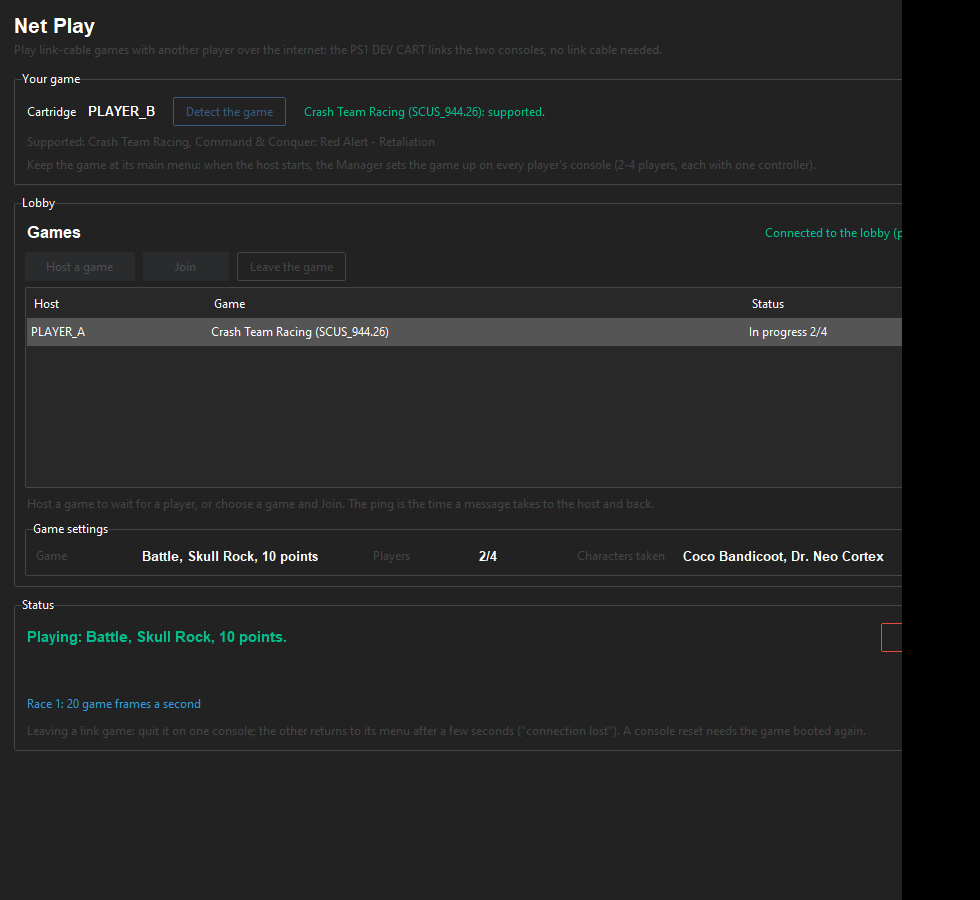 Net Play
Play link-cable games with another player over the internet: the PS1 DEV CART links the two consoles, no link cable needed.
Your game
Cartridge PLAYER_B Detect the game Crash Team Racing (SCUS_944.26): supported.
Supported: Crash Team Racing, Command & Conquer: Red Alert - Retaliation
Keep the game at its main menu: when the host starts, the Manager sets the game up on every player's console (2-4 players, each with one controller).
Lobby
Games Connected to the lobby (p
Host a game Join Leave the game
Host Game Status
PLAYER_A Crash Team Racing (SCUS_944.26) In progress 2/4
Host a game to wait for a player, or choose a game and Join. The ping is the time a message takes to the host and back.
Game settings
Game Battle, Skull Rock, 10 points Players 2/4 Characters taken Coco Bandicoot, Dr. Neo Cortex
Status
Playing: Battle, Skull Rock, 10 points.
Race 1: 20 game frames a second
Leaving a link game: quit it on one console; the other returns to its menu after a few seconds ("connection lost"). A console reset needs the game booted again.